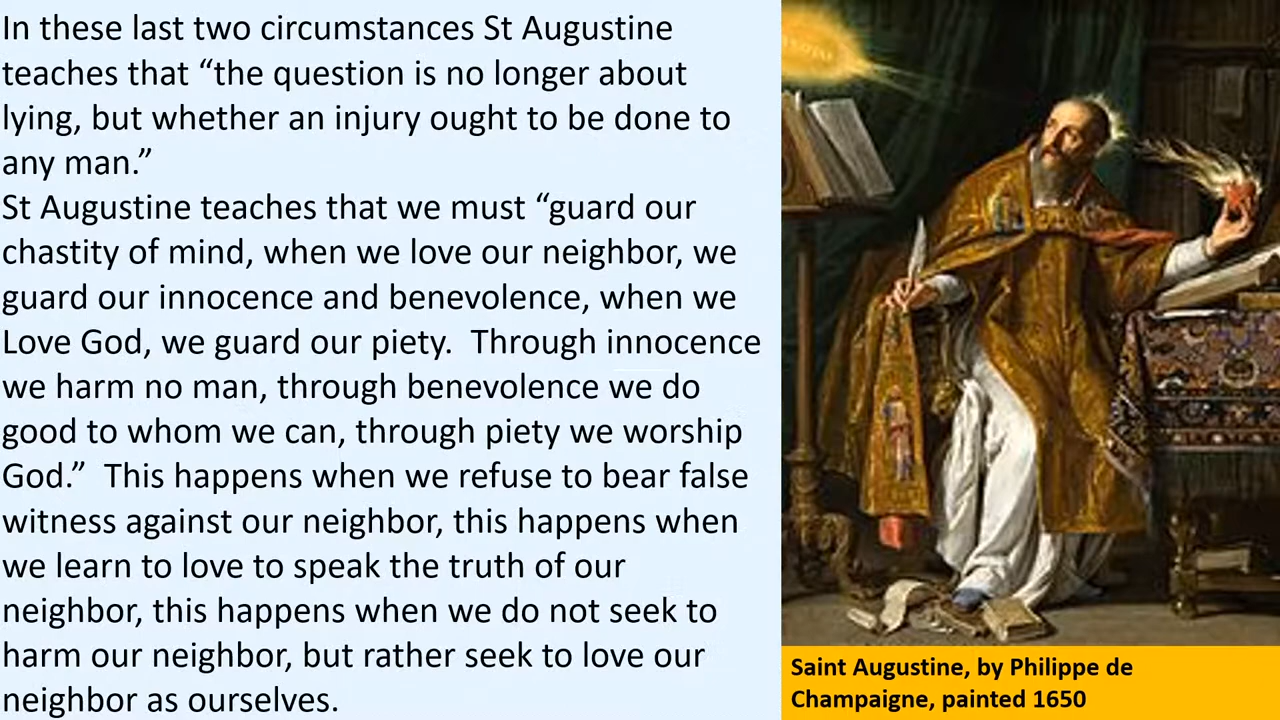 In these last two circumstances St Augustine
teaches that “the question is no longer about
lying, but whether an injury ought to be done to
any man.”
St Augustine teaches that we must “guard our
chastity of mind, when we love our neighbor, we
guard our innocence and benevolence, when we
Love God, we guard our piety.  Through innocence
we harm no man, through benevolence we do
good to whom we can, through piety we worship
God.”  This happens when we refuse to bear false
witness against our neighbor, this happens when
we learn to love to speak the truth of our
neighbor, this happens when we do not seek to
harm our neighbor, but rather seek to love our
neighbor as ourselves.
Saint Augustine, by Philippe de
Champaigne, painted 1650